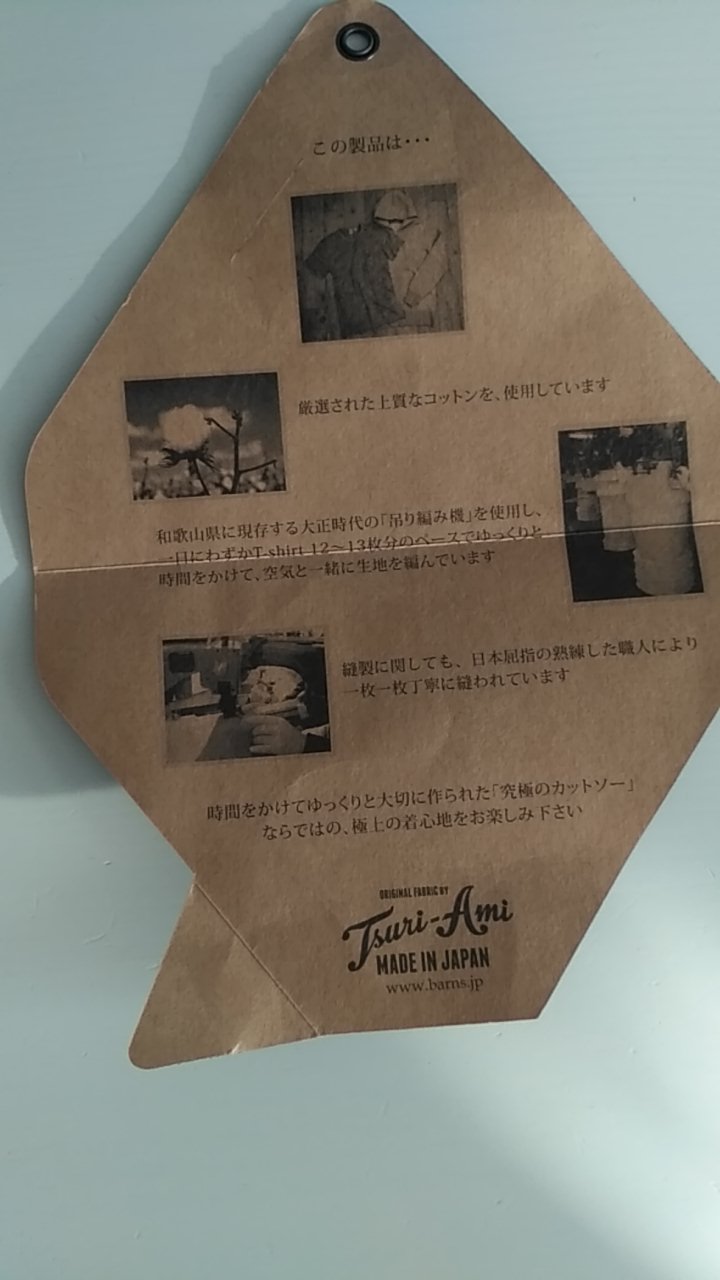 この製品は・・・
厳選された上質なコットンを、使用しています
和歌山県に現存する大正時代の「吊り編み機」を使用し、
一日にわずかT-shirt 12〜13枚分のペースでゆっくりと
時間をかけて、空気と一緒に生地を編んでいます
縫製に関しても、日本屈指の熟練した職人により
一枚一枚丁寧に縫われています
時間をかけてゆっくりと大切に作られた「究極のカットソー」
ならではの、極上の着心地をお楽しみ下さい
ORIGINAL FABRIC BY
Tsuri-Ami
MADE IN JAPAN
www.barns.jp